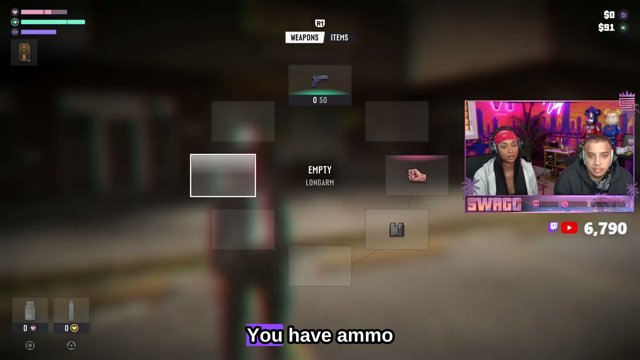 R1
WEAPONS ITEMS
$0
$91
0 50
EMPTY
LONGARM
SWAGG
6,790
0
0
You have ammo